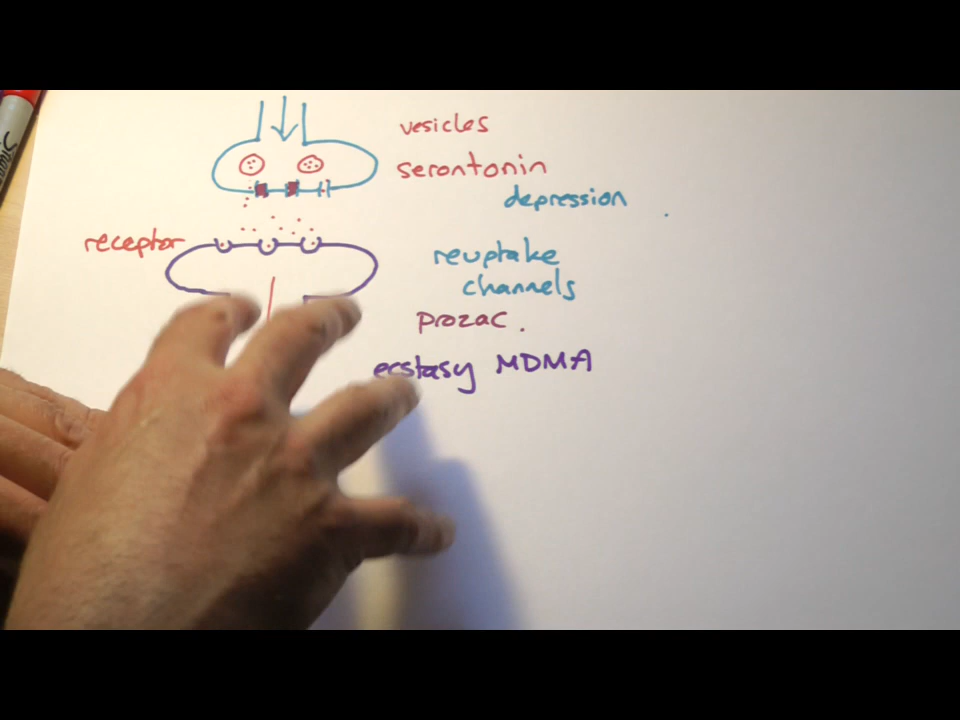 vesicles
serontonin
depression
receptor
reuptake
channels
prozac.
ecstasy MDMA